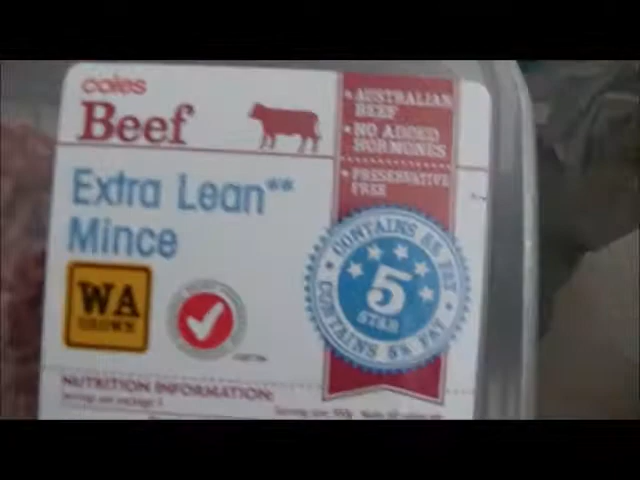 coles
Beef
• AUSTRALIAN
BEEF
• NO ADDED
HORMONES
• PRESERVATIVE
FREE
Extra Lean**
Mince
WA
GROWN
CONTAINS 5% FAT
5
STAR
CONTAINS 5% FAT
NUTRITION INFORMATION: